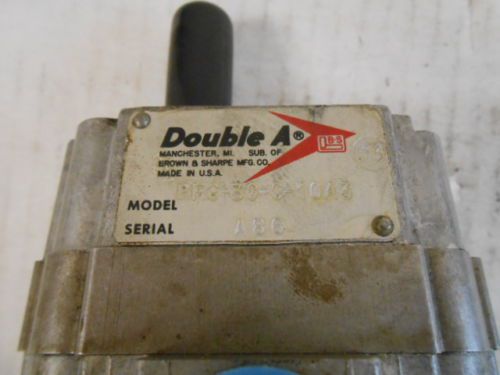 Double A®
B&S
MANCHESTER, MI. SUB. OF
BROWN & SHARPE MFG. CO.
MADE IN U.S.A.
MODEL
SERIAL